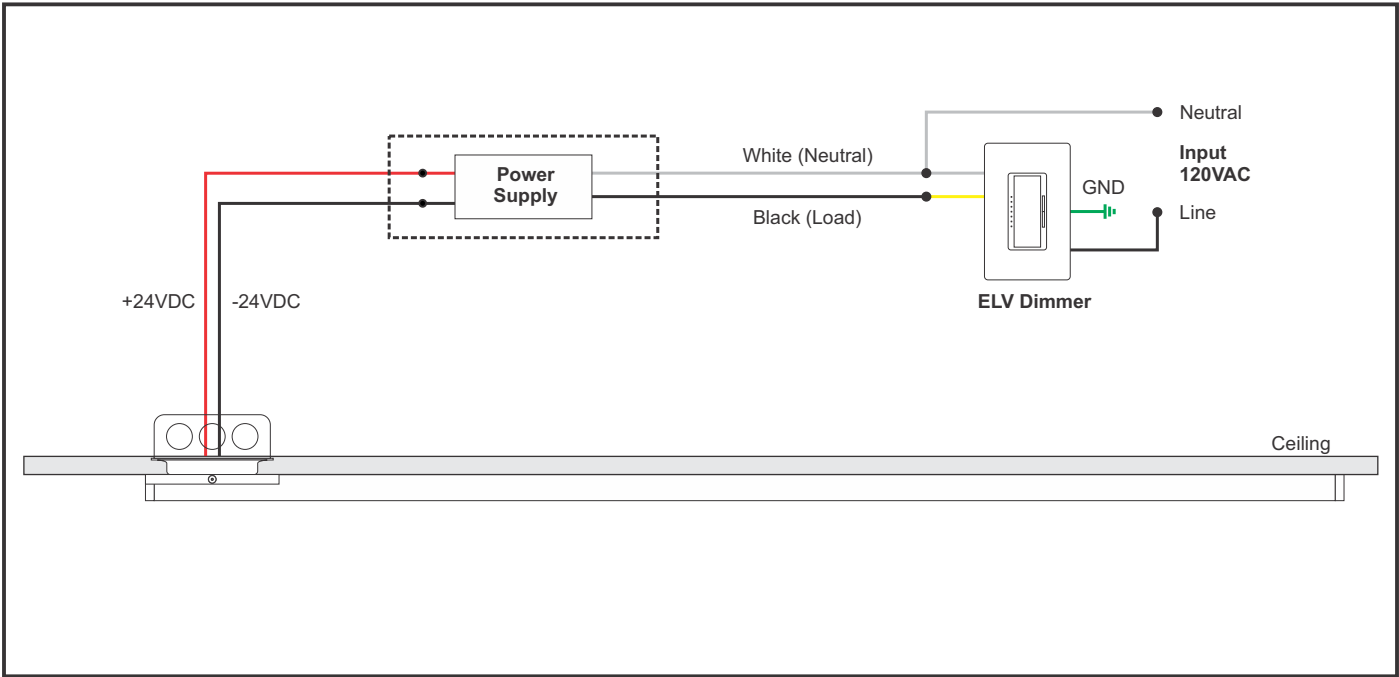 Neutral
White (Neutral)
Input
120VAC
Power
Supply
GND
Black (Load)
Line
+24VDC
-24VDC
ELV Dimmer
Ceiling